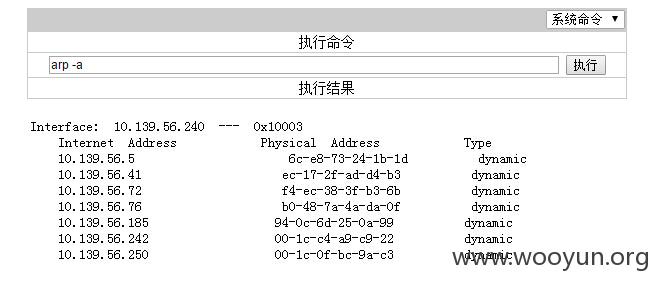 系统命令
执行命令
arp -a 执行
执行结果
Interface: 10.139.56.240 --- 0x10003
Internet Address Physical Address Type
10.139.56.5 6c-e8-73-24-1b-1d dynamic
10.139.56.41 ec-17-2f-ad-d4-b3 dynamic
10.139.56.72 f4-ec-38-3f-b3-6b dynamic
10.139.56.76 b0-48-7a-4a-da-0f dynamic
10.139.56.185 94-0c-6d-25-0a-99 dynamic
10.139.56.242 00-1c-c4-a9-c9-22 dynamic
10.139.56.250 00-1c-0f-bc-9a-c3 dynamic
www.wooyun.org